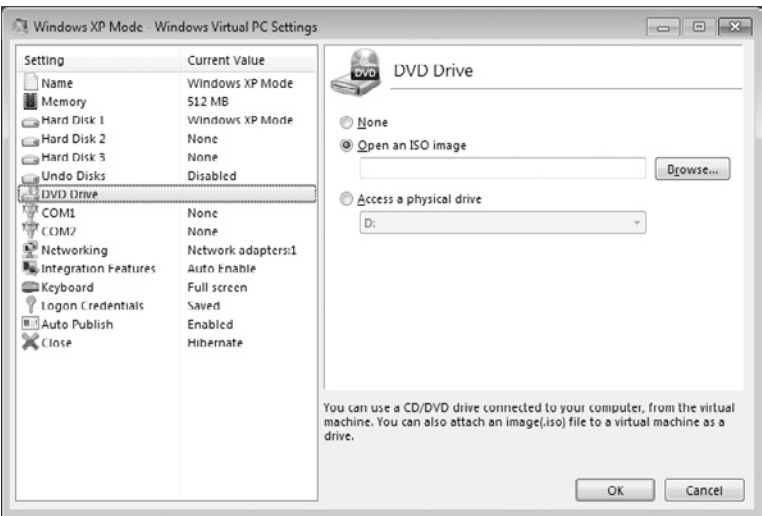 Windows XP Mode - Windows Virtual PC Settings
Setting Current Value
Name Windows XP Mode
Memory 512 MB
Hard Disk 1 Windows XP Mode
Hard Disk 2 None
Hard Disk 3 None
Undo Disks Disabled
DVD Drive
COM1 None
COM2 None
Networking Network adapters:1
Integration Features Auto Enable
Keyboard Full screen
Logon Credentials Saved
Auto Publish Enabled
Close Hibernate
DVD
DVD Drive
None
Open an ISO image
Browse...
Access a physical drive
D:
You can use a CD/DVD drive connected to your computer, from the virtual
machine. You can also attach an image(.iso) file to a virtual machine as a
drive.
OK Cancel